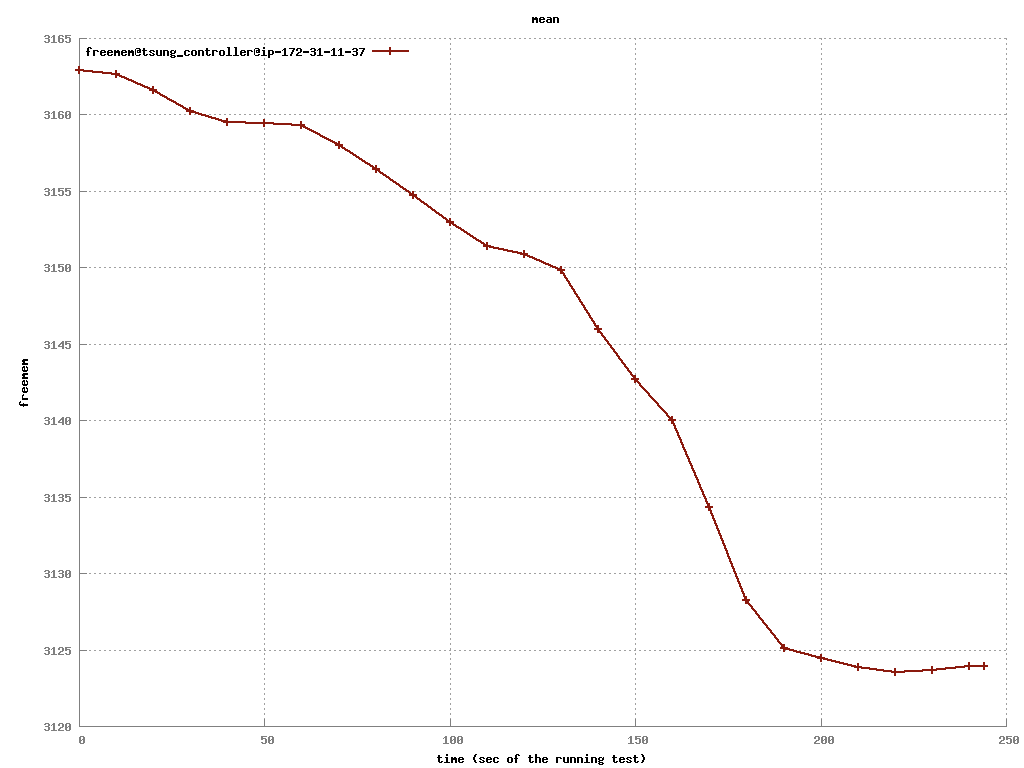 mean
3165
freemem@tsung_controller@ip-172-31-11-37
3160
3155
3150
3145
freemem
3140
3135
3130
3125
3120
0 50 100 150 200 250
time (sec of the running test)